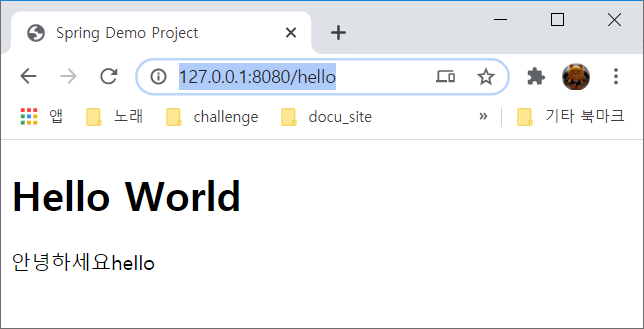 Spring Demo Project
127.0.0.1:8080/hello
앱 노래 challenge docu_site » 기타 북마크
Hello World
안녕하세요hello